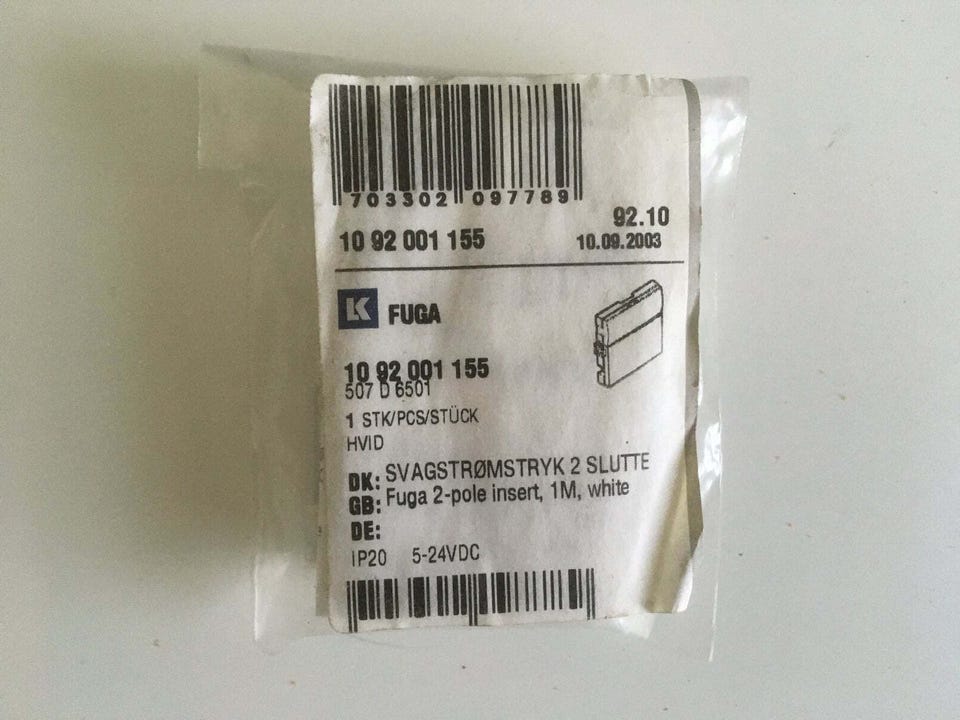 703302 097789
92.10
10 92 001 155 10.09.2003
LK FUGA
10 92 001 155
507 D 6501
1 STK/PCS/STÜCK
HVID
DK: SVAGSTRØMSTRYK 2 SLUTTE
GB: Fuga 2-pole insert, 1M, white
DE:
IP20 5-24VDC